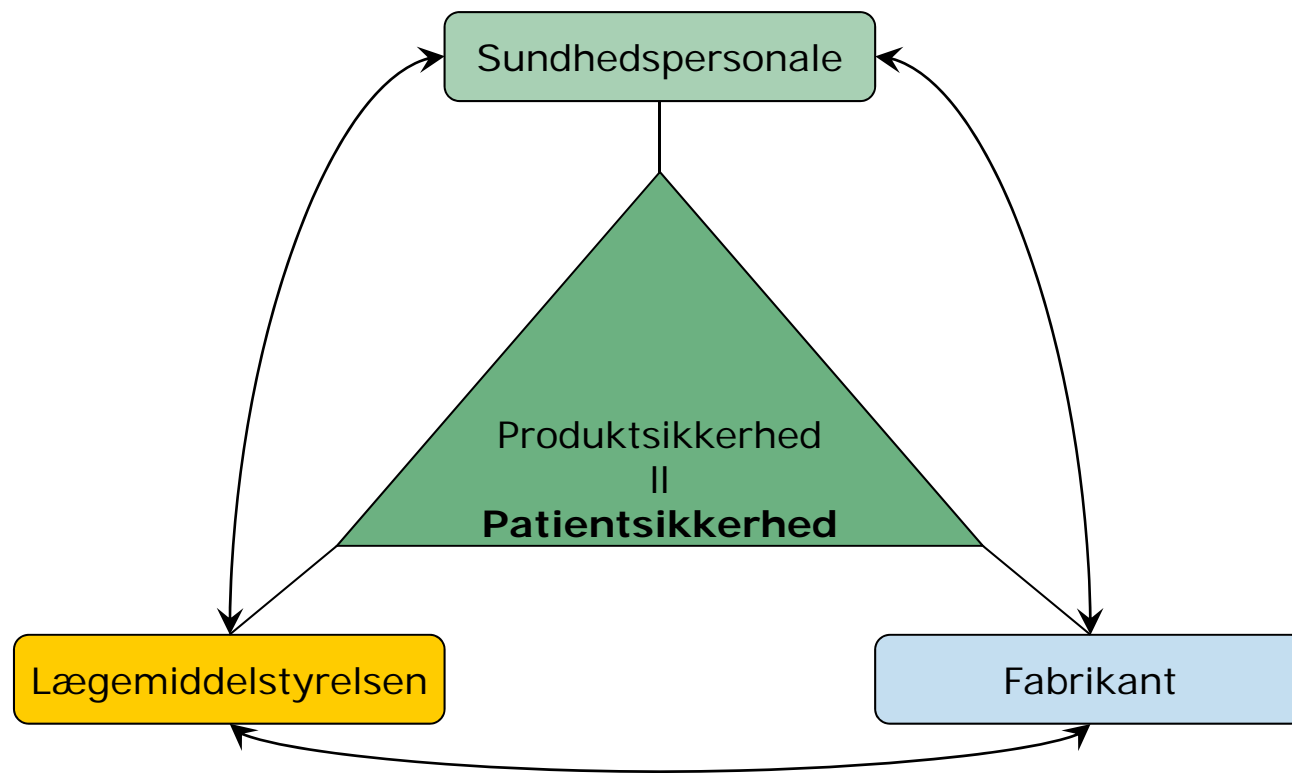 Sundhedspersonale
Produktsikkerhed
II
Patientsikkerhed
Lægemiddelstyrelsen
Fabrikant